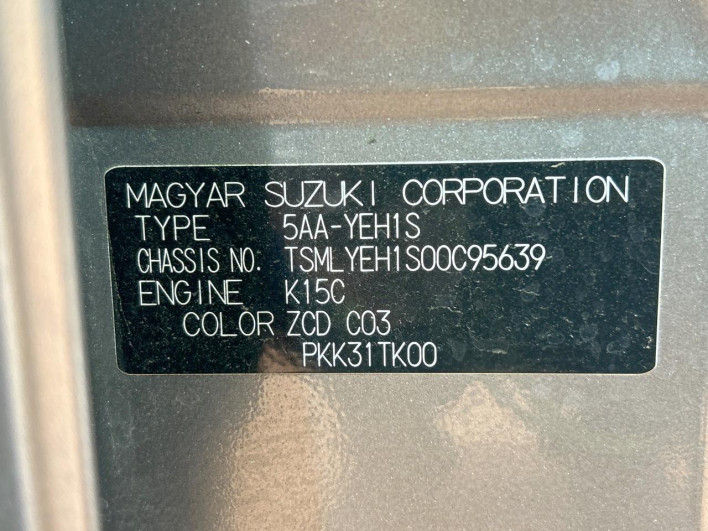 MAGYAR SUZUKI CORPORATION
TYPE 5AA-YEH1S
CHASSIS NO. TSMLYEH1S00C95639
ENGINE K15C
COLOR ZCD C03
PKK31TK00